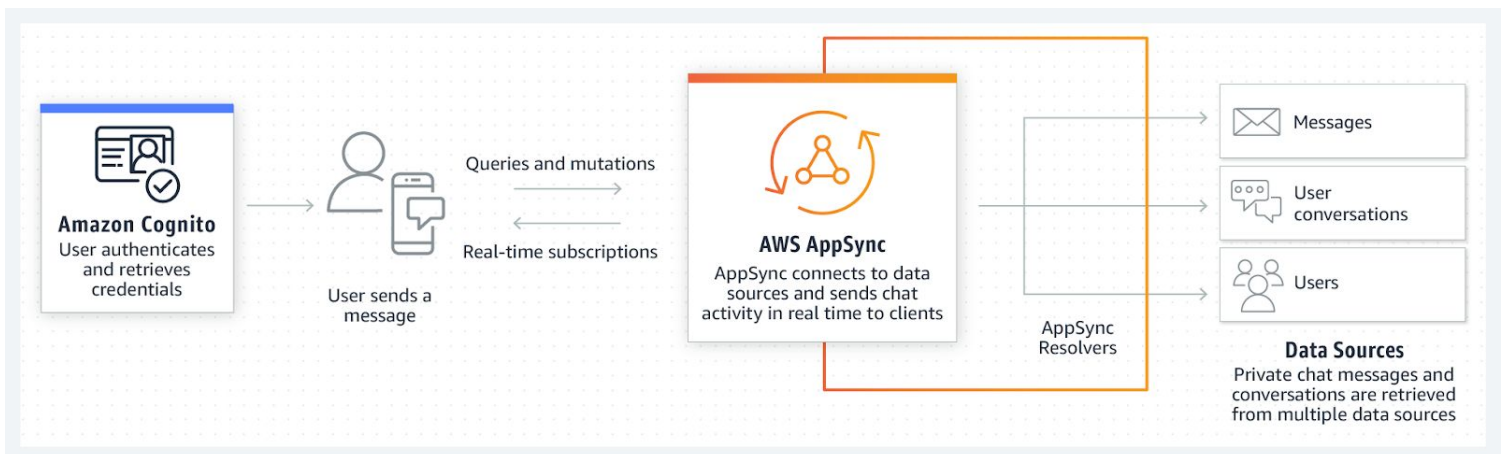 Amazon Cognito
User authenticates
and retrieves
credentials
User sends a
message
Queries and mutations
Real-time subscriptions
AWS AppSync
AppSync connects to data
sources and sends chat
activity in real time to clients
AppSync
Resolvers
Messages
User
conversations
Users
Data Sources
Private chat messages and
conversations are retrieved
from multiple data sources